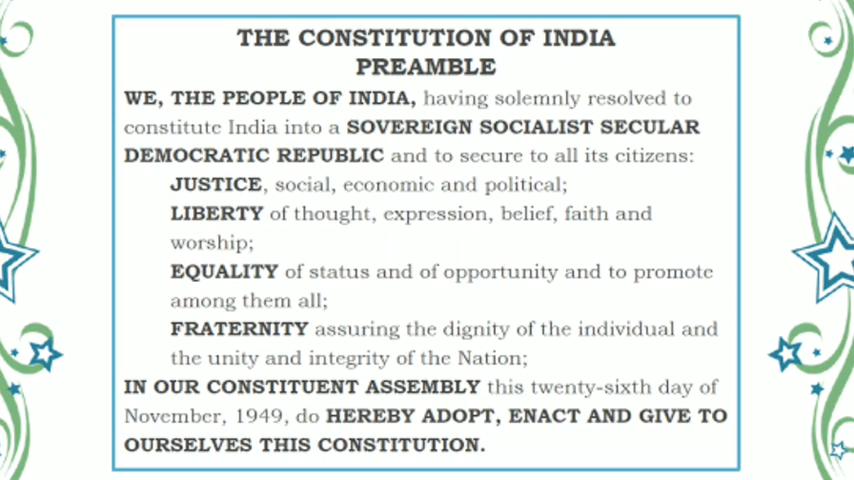 THE CONSTITUTION OF INDIA
PREAMBLE
WE, THE PEOPLE OF INDIA, having solemnly resolved to
constitute India into a SOVEREIGN SOCIALIST SECULAR
DEMOCRATIC REPUBLIC and to secure to all its citizens:
JUSTICE, social, economic and political;
LIBERTY of thought, expression, belief, faith and
worship;
EQUALITY of status and of opportunity and to promote
among them all;
FRATERNITY assuring the dignity of the individual and
the unity and integrity of the Nation;
IN OUR CONSTITUENT ASSEMBLY this twenty-sixth day of
November, 1949, do HEREBY ADOPT, ENACT AND GIVE TO
OURSELVES THIS CONSTITUTION.